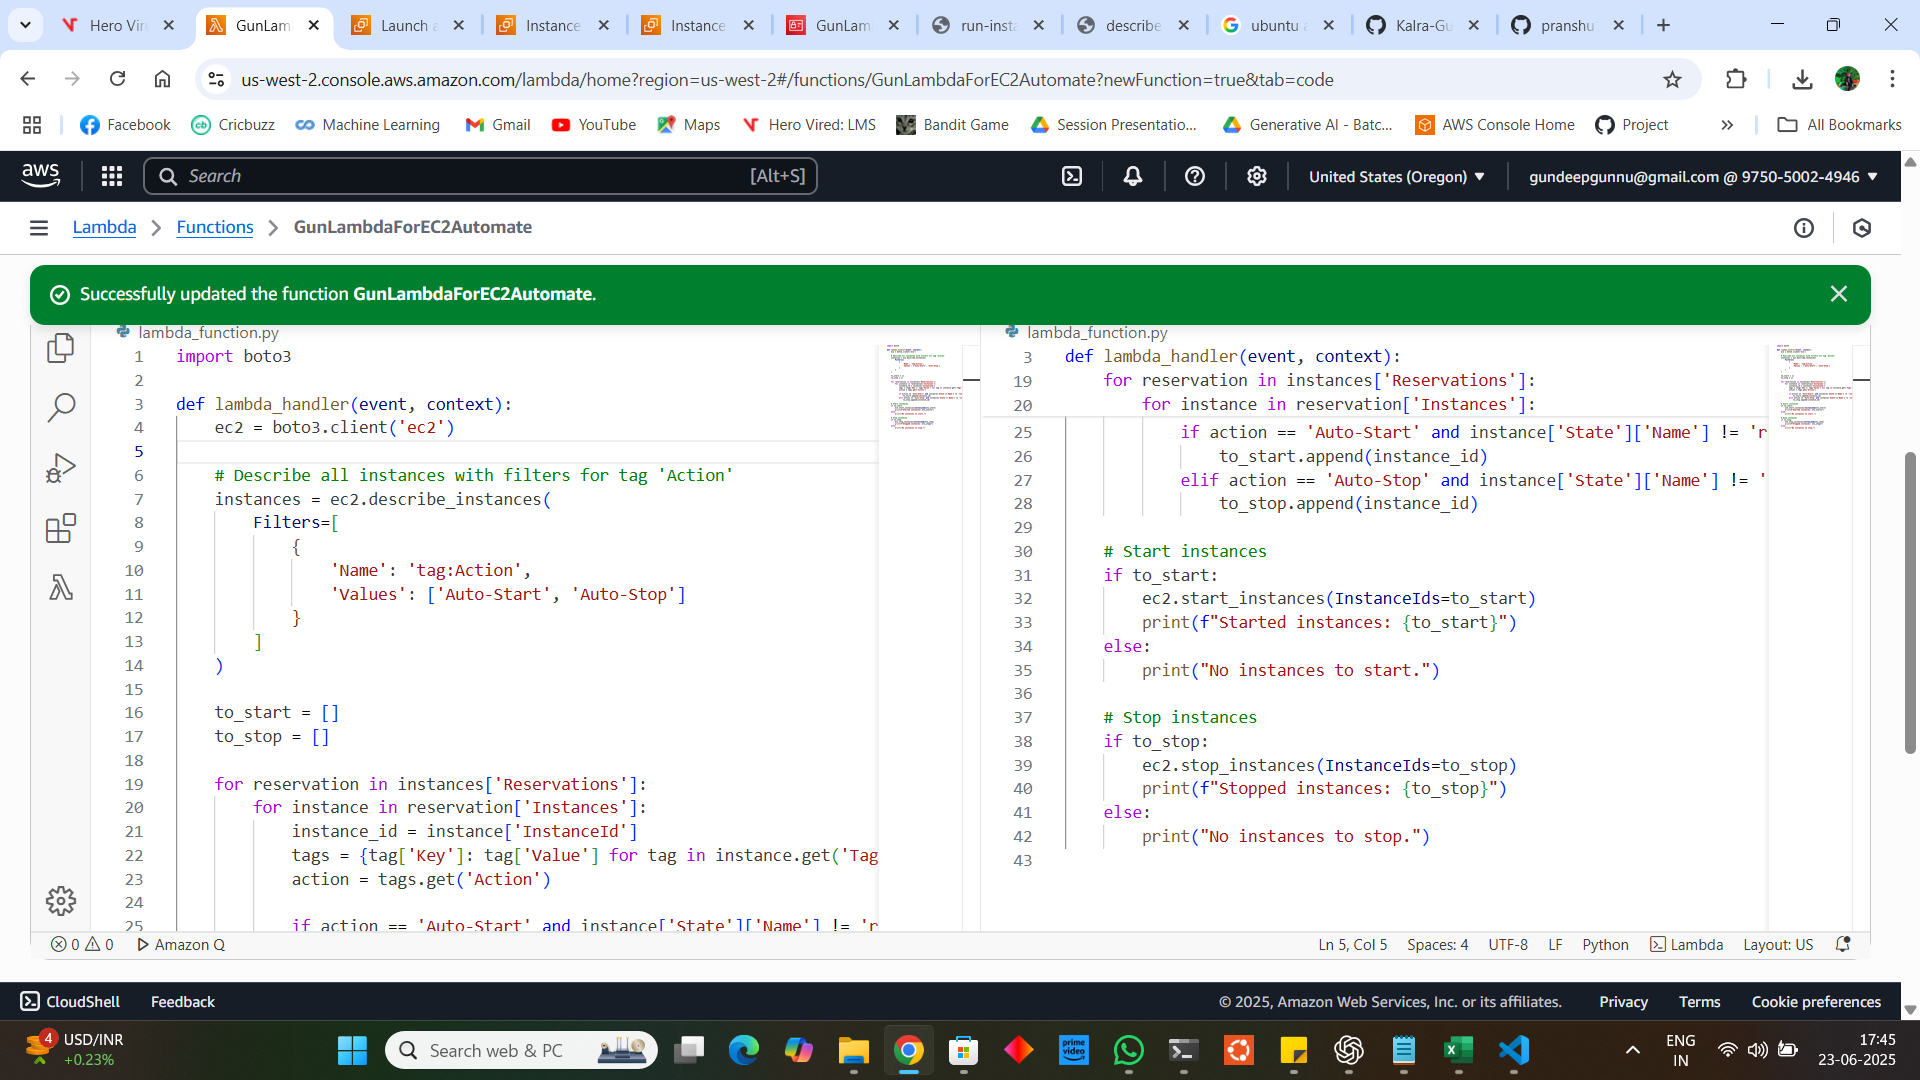 Hero Vir
GunLam
Launch a
Instance
Instance
GunLam
run-insta
describe
ubuntu a
Kalra-Gu
pranshu
us-west-2.console.aws.amazon.com/lambda/home?region=us-west-2#/functions/GunLambdaForEC2Automate?newFunction=true&tab=code
Facebook
Cricbuzz
Machine Learning
Gmail
YouTube
Maps
Hero Vired: LMS
Bandit Game
Session Presentatio...
Generative AI - Batc...
AWS Console Home
Project
All Bookmarks
aws
Search
[Alt+S]
United States (Oregon)
gundeepgunnu@gmail.com @ 9750-5002-4946
Lambda
Functions
GunLambdaForEC2Automate
Successfully updated the function GunLambdaForEC2Automate.
lambda_function.py
1 import boto3
2
3 def lambda_handler(event, context):
4 ec2 = boto3.client('ec2')
5
6 # Describe all instances with filters for tag 'Action'
7 instances = ec2.describe_instances(
8 Filters=[
9 {
10 'Name': 'tag:Action',
11 'Values': ['Auto-Start', 'Auto-Stop']
12 }
13 ]
14 )
15
16 to_start = []
17 to_stop = []
18
19 for reservation in instances['Reservations']:
20 for instance in reservation['Instances']:
21 instance_id = instance['InstanceId']
22 tags = {tag['Key']: tag['Value'] for tag in instance.get('Tag
23 action = tags.get('Action')
24
25 if action == 'Auto-Start' and instance['State']['Name'] != 'r
lambda_function.py
3 def lambda_handler(event, context):
19 for reservation in instances['Reservations']:
20 for instance in reservation['Instances']:
25 if action == 'Auto-Start' and instance['State']['Name'] != 'r
26 to_start.append(instance_id)
27 elif action == 'Auto-Stop' and instance['State']['Name'] != '
28 to_stop.append(instance_id)
29
30 # Start instances
31 if to_start:
32 ec2.start_instances(InstanceIds=to_start)
33 print(f"Started instances: {to_start}")
34 else:
35 print("No instances to start.")
36
37 # Stop instances
38 if to_stop:
39 ec2.stop_instances(InstanceIds=to_stop)
40 print(f"Stopped instances: {to_stop}")
41 else:
42 print("No instances to stop.")
43
0 0 Amazon Q
Ln 5, Col 5
Spaces: 4
UTF-8
LF
Python
Lambda
Layout: US
CloudShell
Feedback
© 2025, Amazon Web Services, Inc. or its affiliates.
Privacy
Terms
Cookie preferences
4
USD/INR
+0.23%
Search web & PC
prime video
ENG
IN
17:45
23-06-2025